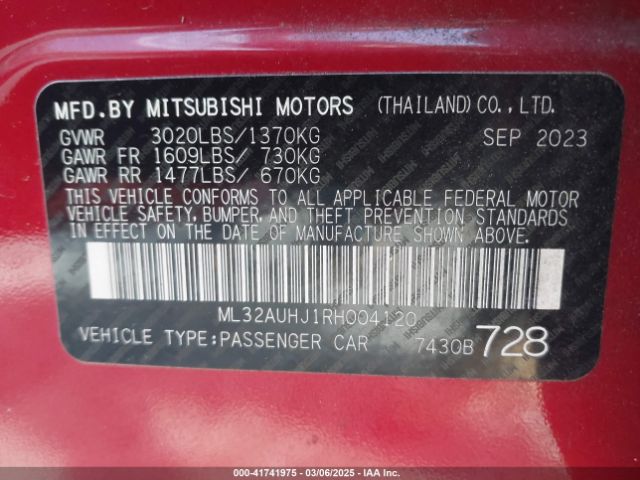 MFD.BY MITSUBISHI MOTORS (THAILAND)CO.,LTD.
GVWR 3020LBS/1370KG SEP 2023
GAWR FR 1609LBS/ 730KG
GAWR RR 1477LBS/ 670KG
THIS VEHICLE CONFORMS TO ALL APPLICABLE FEDERAL MOTOR
VEHICLE SAFETY, BUMPER, AND THEFT PREVENTION STANDARDS
IN EFFECT ON THE DATE OF MANUFACTURE SHOWN ABOVE.
ML32AUHJ1RH004120
VEHICLE TYPE:PASSENGER CAR 7430B 728
000-41741975 | 03/06/2025 | IAA Inc.